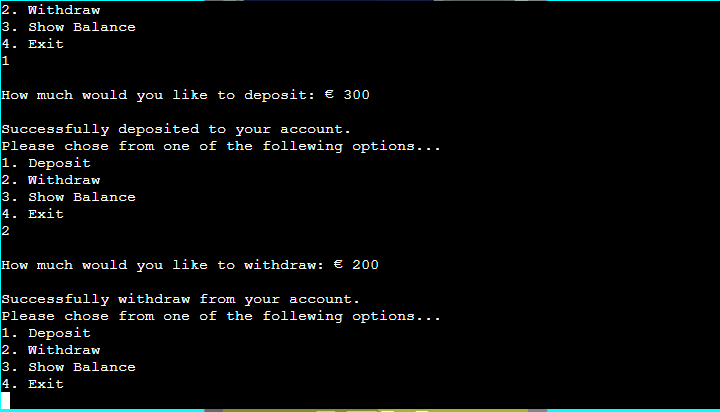 2. Withdraw
3. Show Balance
4. Exit
1
How much would you like to deposit: € 300
Successfully deposited to your account.
Please chose from one of the follewing options...
1. Deposit
2. Withdraw
3. Show Balance
4. Exit
2
How much would you like to withdraw: € 200
Successfully withdraw from your account.
Please chose from one of the follewing options...
1. Deposit
2. Withdraw
3. Show Balance
4. Exit